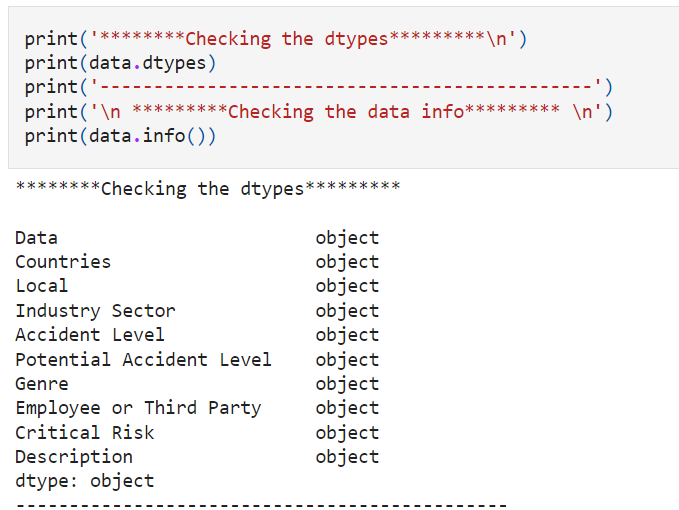 print('********Checking the dtypes*********\n')
print(data.dtypes)
print('----------------------------------------------')
print('\n *********Checking the data info********* \n')
print(data.info())
********Checking the dtypes*********
Data object
Countries object
Local object
Industry Sector object
Accident Level object
Potential Accident Level object
Genre object
Employee or Third Party object
Critical Risk object
Description object
dtype: object
----------------------------------------------